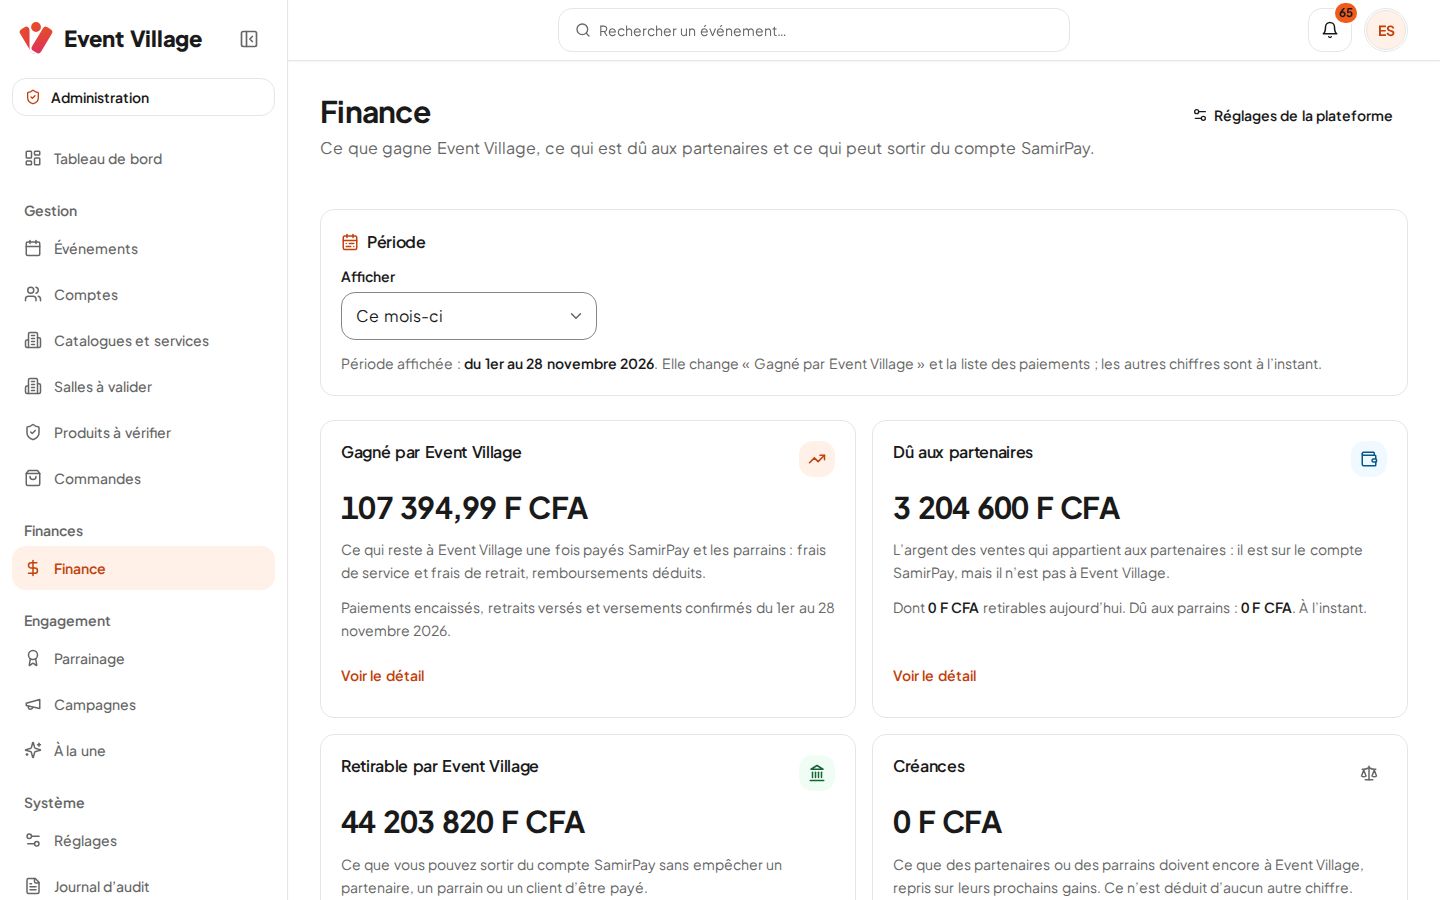 Event Village
Administration
Tableau de bord
Gestion
Événements
Comptes
Catalogues et services
Salles à valider
Produits à vérifier
Commandes
Finances
Finance
Engagement
Parrainage
Campagnes
À la une
Système
Réglages
Journal d'audit
Rechercher un événement...
65
ES
Finance
Réglages de la plateforme
Ce que gagne Event Village, ce qui est dû aux partenaires et ce qui peut sortir du compte SamirPay.
Période
Afficher
Ce mois-ci
Période affichée : du 1er au 28 novembre 2026. Elle change « Gagné par Event Village » et la liste des paiements ; les autres chiffres sont à l'instant.
Gagné par Event Village
107 394,99 F CFA
Ce qui reste à Event Village une fois payés SamirPay et les parrains : frais
de service et frais de retrait, remboursements déduits.
Paiements encaissés, retraits versés et versements confirmés du 1er au 28
novembre 2026.
Voir le détail
Dû aux partenaires
3 204 600 F CFA
L'argent des ventes qui appartient aux partenaires : il est sur le compte
SamirPay, mais il n'est pas à Event Village.
Dont 0 F CFA retirables aujourd'hui. Dû aux parrains : 0 F CFA. À l'instant.
Voir le détail
Retirable par Event Village
44 203 820 F CFA
Ce que vous pouvez sortir du compte SamirPay sans empêcher un
partenaire, un parrain ou un client d'être payé.
Créances
0 F CFA
Ce que des partenaires ou des parrains doivent encore à Event Village,
repris sur leurs prochains gains. Ce n'est déduit d'aucun autre chiffre.